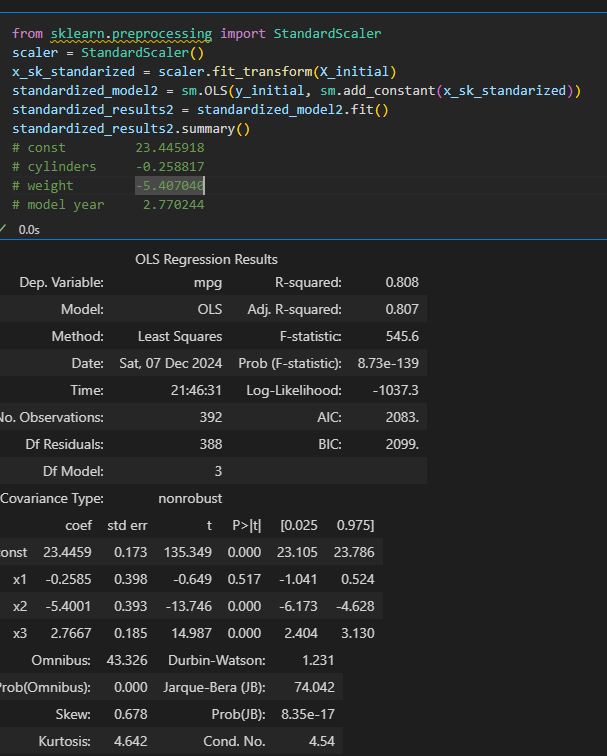 from sklearn.preprocessing import StandardScaler
scaler = StandardScaler()
x_sk_standarized = scaler.fit_transform(X_initial)
standardized_model2 = sm.OLS(y_initial, sm.add_constant(x_sk_standarized))
standardized_results2 = standardized_model2.fit()
standardized_results2.summary()
# const 23.445918
# cylinders -0.258817
# weight -5.407040
# model year 2.770244
0.0s
OLS Regression Results
Dep. Variable: mpg R-squared: 0.808
Model: OLS Adj. R-squared: 0.807
Method: Least Squares F-statistic: 545.6
Date: Sat, 07 Dec 2024 Prob (F-statistic): 8.73e-139
Time: 21:46:31 Log-Likelihood: -1037.3
No. Observations: 392 AIC: 2083.
Df Residuals: 388 BIC: 2099.
Df Model: 3
Covariance Type: nonrobust
coef std err t P>|t| [0.025 0.975]
const 23.4459 0.173 135.349 0.000 23.105 23.786
x1 -0.2585 0.398 -0.649 0.517 -1.041 0.524
x2 -5.4001 0.393 -13.746 0.000 -6.173 -4.628
x3 2.7667 0.185 14.987 0.000 2.404 3.130
Omnibus: 43.326 Durbin-Watson: 1.231
Prob(Omnibus): 0.000 Jarque-Bera (JB): 74.042
Skew: 0.678 Prob(JB): 8.35e-17
Kurtosis: 4.642 Cond. No. 4.54